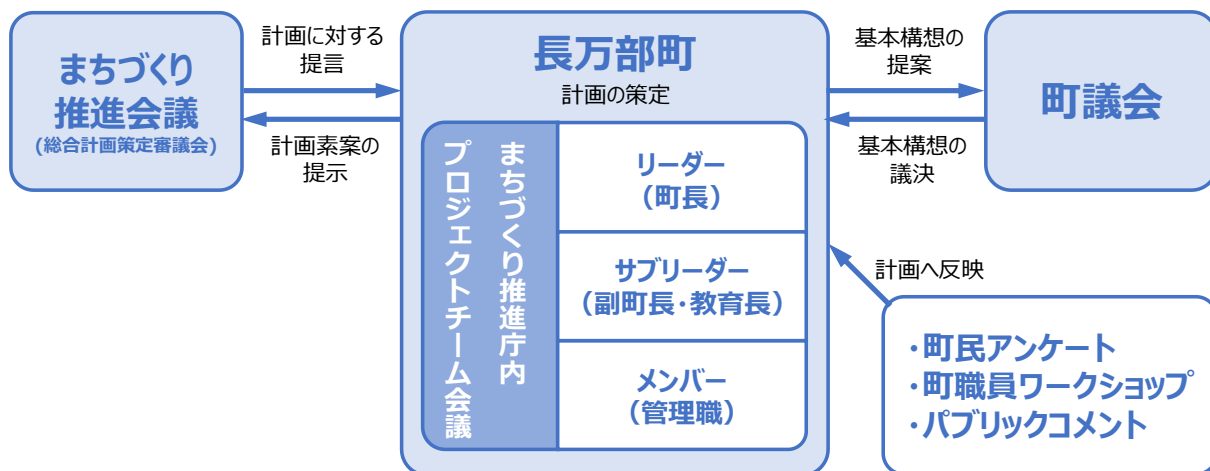 まちづくり
推進会議
(総合計画策定審議会)
計画に対する
提言
計画素案の
提示
長万部町
計画の策定
まちづくり推進庁内
プロジェクトチーム会議
リーダー
(町長)
サブリーダー
(副町長・教育長)
メンバー
(管理職)
基本構想の
提案
基本構想の
議決
町議会
計画へ反映
・町民アンケート
・町職員ワークショップ
・パブリックコメント